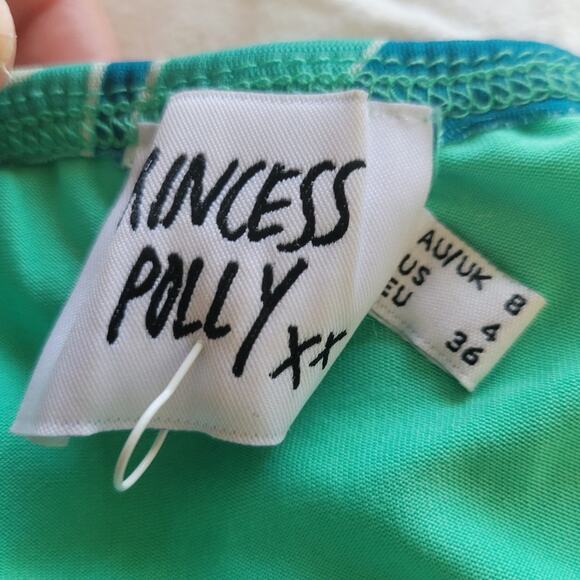 RINCESS
POLLY
xx
AU/UK 8
US 4
EU 36